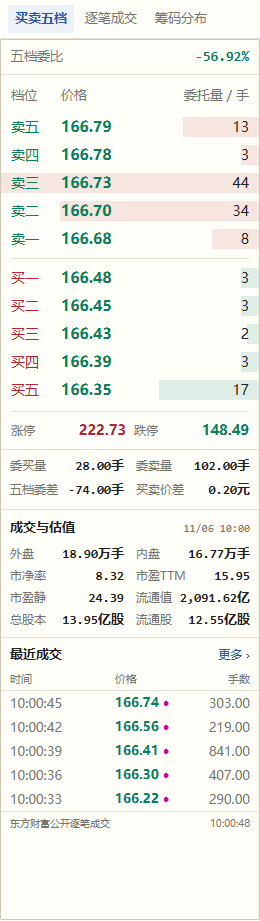 买卖五档 逐笔成交 筹码分布
五档委比 -56.92%
档位 价格 委托量 / 手
卖五 166.79 13
卖四 166.78 3
卖三 166.73 44
卖二 166.70 34
卖一 166.68 8
买一 166.48 3
买二 166.45 3
买三 166.43 2
买四 166.39 3
买五 166.35 17
涨停 222.73 跌停 148.49
委买量 28.00手 委卖量 102.00手
五档委差 -74.00手 买卖价差 0.20元
成交与估值 11/06 10:00
外盘 18.90万手 内盘 16.77万手
市净率 8.32 市盈TTM 15.95
市盈静 24.39 流通值 2,091.62亿
总股本 13.95亿股 流通股 12.55亿股
最近成交 更多 ›
时间 价格 手数
10:00:45 166.74 ● 303.00
10:00:42 166.56 ● 219.00
10:00:39 166.41 ● 841.00
10:00:36 166.30 ● 407.00
10:00:33 166.22 ● 290.00
东方财富公开逐笔成交 10:00:48